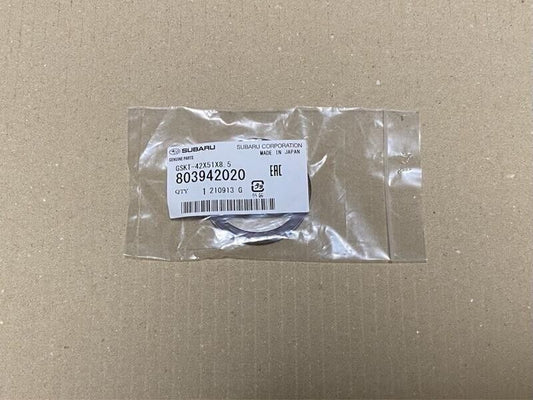 SUBARU
SUBARU CORPORATION
GENUINE PARTS
MADE IN JAPAN
GSKT-42X51X8.5
803942020
EAC
QTY 1 210913 G